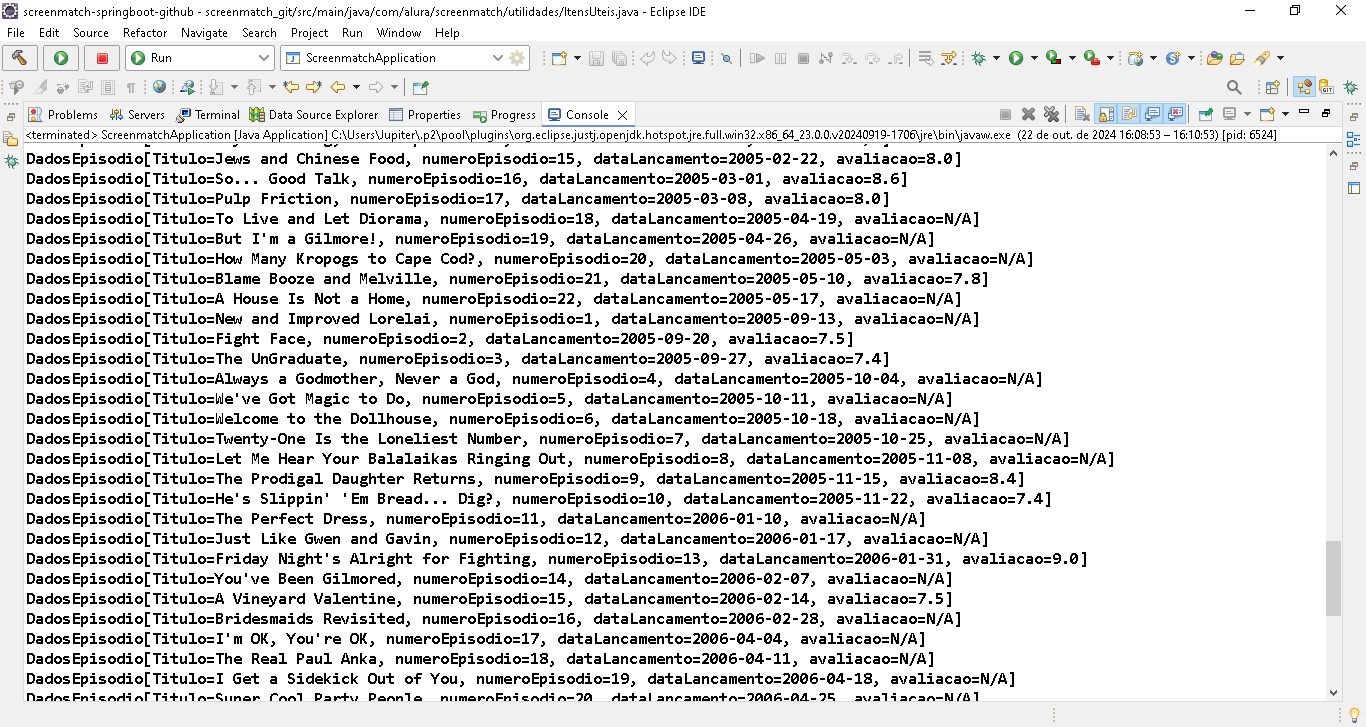 screenmatch-springboot-github - screenmatch_git/src/main/java/com/alura/screenmatch/utilidades/ItensUteis.java - Eclipse IDE
File Edit Source Refactor Navigate Search Project Run Window Help
Run ScreenmatchApplication
Problems Servers Terminal Data Source Explorer Properties Progress Console
<terminated> ScreenmatchApplication [Java Application] C:\Users\Jupiter\.p2\pool\plugins\org.eclipse.justj.openjdk.hotspot.jre.full.win32.x86_64_23.0.0.v20240919-1706\jre\bin\javaw.exe (22 de out. de 2024 16:08:53 – 16:10:53) [pid: 6524]
DadosEpisodio[Titulo=Jews and Chinese Food, numeroEpisodio=15, dataLancamento=2005-02-22, avaliacao=8.0]
DadosEpisodio[Titulo=So... Good Talk, numeroEpisodio=16, dataLancamento=2005-03-01, avaliacao=8.6]
DadosEpisodio[Titulo=Pulp Friction, numeroEpisodio=17, dataLancamento=2005-03-08, avaliacao=8.0]
DadosEpisodio[Titulo=To Live and Let Diorama, numeroEpisodio=18, dataLancamento=2005-04-19, avaliacao=N/A]
DadosEpisodio[Titulo=But I'm a Gilmore!, numeroEpisodio=19, dataLancamento=2005-04-26, avaliacao=N/A]
DadosEpisodio[Titulo=How Many Kropogs to Cape Cod?, numeroEpisodio=20, dataLancamento=2005-05-03, avaliacao=N/A]
DadosEpisodio[Titulo=Blame Booze and Melville, numeroEpisodio=21, dataLancamento=2005-05-10, avaliacao=7.8]
DadosEpisodio[Titulo=A House Is Not a Home, numeroEpisodio=22, dataLancamento=2005-05-17, avaliacao=N/A]
DadosEpisodio[Titulo=New and Improved Lorelai, numeroEpisodio=1, dataLancamento=2005-09-13, avaliacao=N/A]
DadosEpisodio[Titulo=Fight Face, numeroEpisodio=2, dataLancamento=2005-09-20, avaliacao=7.5]
DadosEpisodio[Titulo=The UnGraduate, numeroEpisodio=3, dataLancamento=2005-09-27, avaliacao=7.4]
DadosEpisodio[Titulo=Always a Godmother, Never a God, numeroEpisodio=4, dataLancamento=2005-10-04, avaliacao=N/A]
DadosEpisodio[Titulo=We've Got Magic to Do, numeroEpisodio=5, dataLancamento=2005-10-11, avaliacao=N/A]
DadosEpisodio[Titulo=Welcome to the Dollhouse, numeroEpisodio=6, dataLancamento=2005-10-18, avaliacao=N/A]
DadosEpisodio[Titulo=Twenty-One Is the Loneliest Number, numeroEpisodio=7, dataLancamento=2005-10-25, avaliacao=N/A]
DadosEpisodio[Titulo=Let Me Hear Your Balalaikas Ringing Out, numeroEpisodio=8, dataLancamento=2005-11-08, avaliacao=N/A]
DadosEpisodio[Titulo=The Prodigal Daughter Returns, numeroEpisodio=9, dataLancamento=2005-11-15, avaliacao=8.4]
DadosEpisodio[Titulo=He's Slippin' 'Em Bread... Dig?, numeroEpisodio=10, dataLancamento=2005-11-22, avaliacao=7.4]
DadosEpisodio[Titulo=The Perfect Dress, numeroEpisodio=11, dataLancamento=2006-01-10, avaliacao=N/A]
DadosEpisodio[Titulo=Just Like Gwen and Gavin, numeroEpisodio=12, dataLancamento=2006-01-17, avaliacao=N/A]
DadosEpisodio[Titulo=Friday Night's Alright for Fighting, numeroEpisodio=13, dataLancamento=2006-01-31, avaliacao=9.0]
DadosEpisodio[Titulo=You've Been Gilmored, numeroEpisodio=14, dataLancamento=2006-02-07, avaliacao=N/A]
DadosEpisodio[Titulo=A Vineyard Valentine, numeroEpisodio=15, dataLancamento=2006-02-14, avaliacao=7.5]
DadosEpisodio[Titulo=Bridesmaids Revisited, numeroEpisodio=16, dataLancamento=2006-02-28, avaliacao=N/A]
DadosEpisodio[Titulo=I'm OK, You're OK, numeroEpisodio=17, dataLancamento=2006-04-04, avaliacao=N/A]
DadosEpisodio[Titulo=The Real Paul Anka, numeroEpisodio=18, dataLancamento=2006-04-11, avaliacao=N/A]
DadosEpisodio[Titulo=I Get a Sidekick Out of You, numeroEpisodio=19, dataLancamento=2006-04-18, avaliacao=N/A]
DadosEpisodio[Titulo=Super Cool Party People, numeroEpisodio=20, dataLancamento=2006-04-25, avaliacao=N/A]